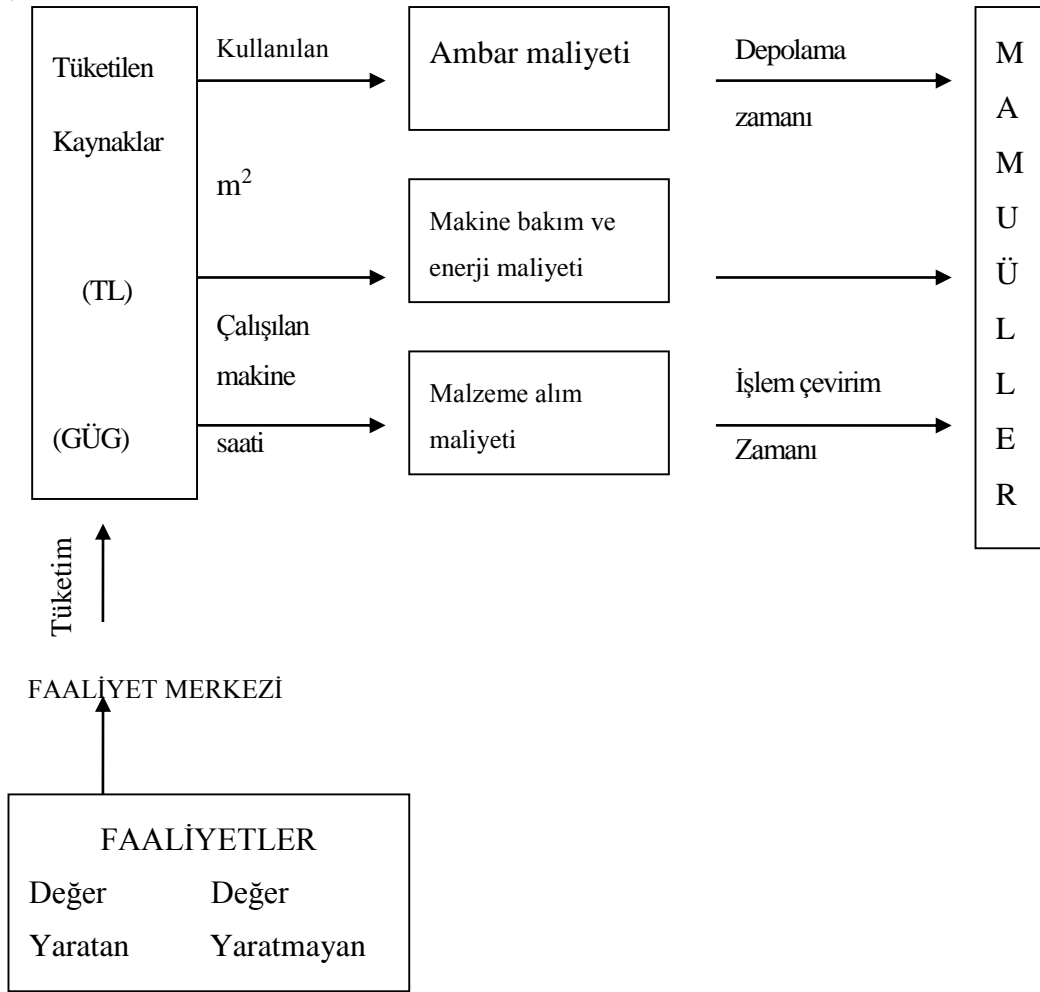 Tüketilen
Kaynaklar
(TL)
(GÜG)
Kullanılan
m²
Çalışılan
makine
saati
Ambar maliyeti
Makine bakım ve
enerji maliyeti
Malzeme alım
maliyeti
Depolama
zamanı
İşlem çevirim
Zamanı
M
A
M
U
Ü
L
L
E
R
Tüketim
FAALİYET MERKEZİ
FAALİYETLER
Değer Değer
Yaratan Yaratmayan